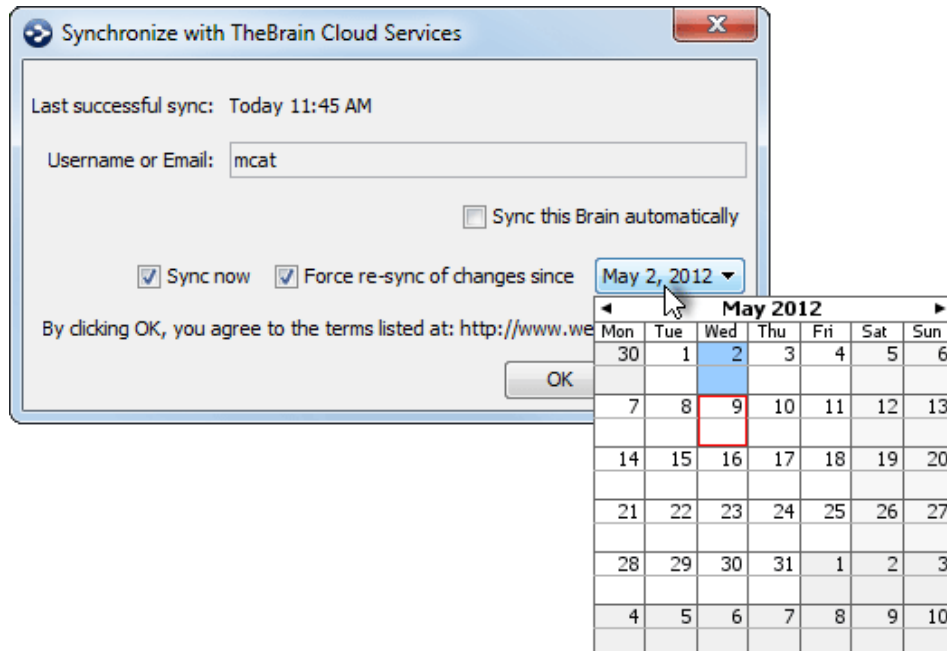 Synchronize with TheBrain Cloud Services
Last successful sync: Today 11:45 AM
Username or Email: mcat
Sync this Brain automatically
Sync now Force re-sync of changes since May 2, 2012
By clicking OK, you agree to the terms listed at: http://www.we
OK
May 2012
Mon Tue Wed Thu Fri Sat Sun
30 1 2 3 4 5 6
7 8 9 10 11 12 13
14 15 16 17 18 19 20
21 22 23 24 25 26 27
28 29 30 31 1 2 3
4 5 6 7 8 9 10